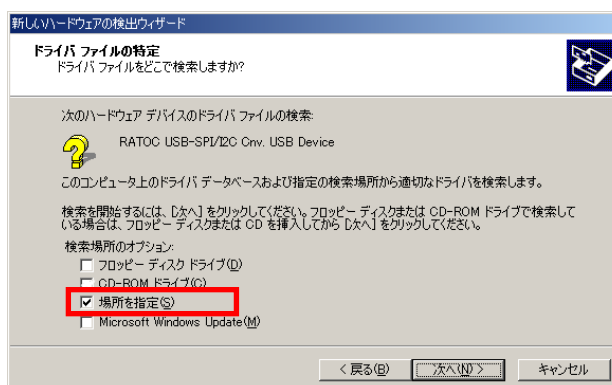 新しいハードウェアの検出ウィザード
ドライバ ファイルの特定
ドライバ ファイルをどこで検索しますか?
次のハードウェア デバイスのドライバ ファイルの検索:
RATOC USB-SPI/I2C Cnv. USB Device
このコンピュータ上のドライバ データベースおよび指定の検索場所から適切なドライバを検索します。
検索を開始するには、[次へ] をクリックしてください。フロッピー ディスクまたは CD-ROM ドライブで検索して
いる場合は、フロッピー ディスクまたは CD を挿入してから [次へ] をクリックしてください。
検索場所のオプション:
フロッピー ディスク ドライブ(D)
CD-ROM ドライブ(C)
場所を指定(S)
Microsoft Windows Update(M)
< 戻る(B) 次へ(N) > キャンセル